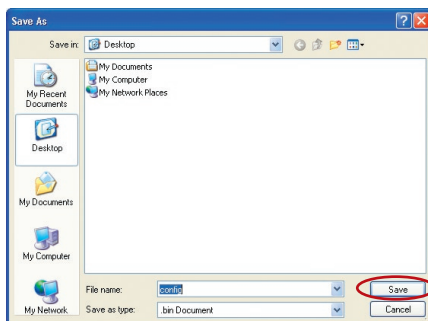 Save As
Save in:
Desktop
My Documents
My Computer
My Network Places
My Recent
Documents
Desktop
My Documents
My Computer
My Network
File name:
config
Save
Save as type:
.bin Document
Cancel